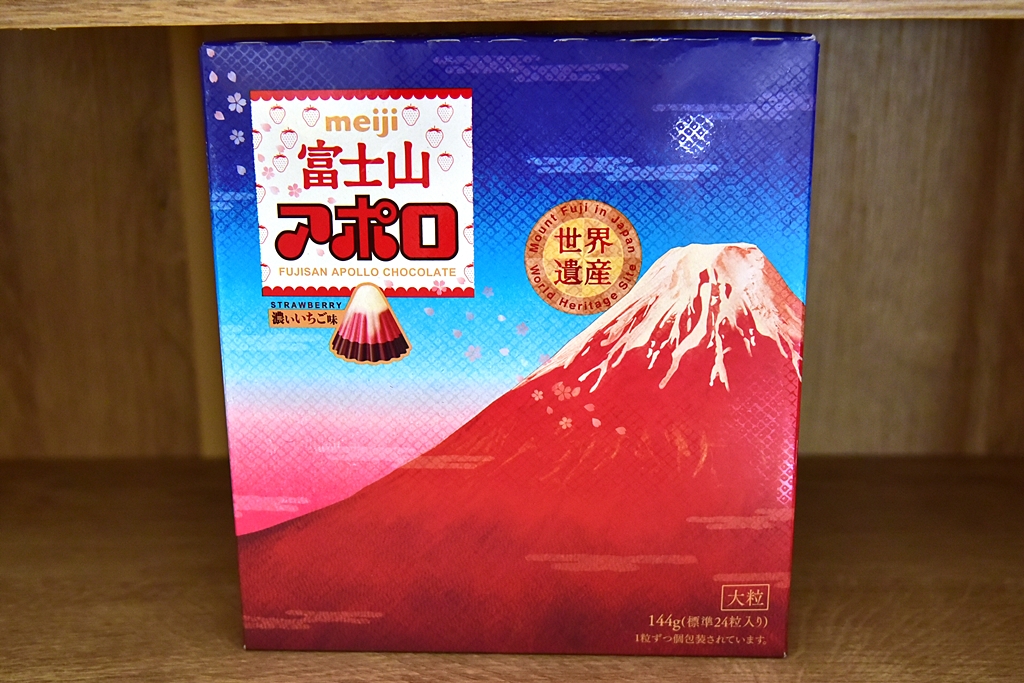 meiji
富士山
アポロ
FUJISAN APOLLO CHOCOLATE
STRAWBERRY
濃いいちご味
Mount Fuji in Japan
世界
遺産
World Heritage Site
大粒
144g(標準24粒入り)
1粒ずつ個包装されています。